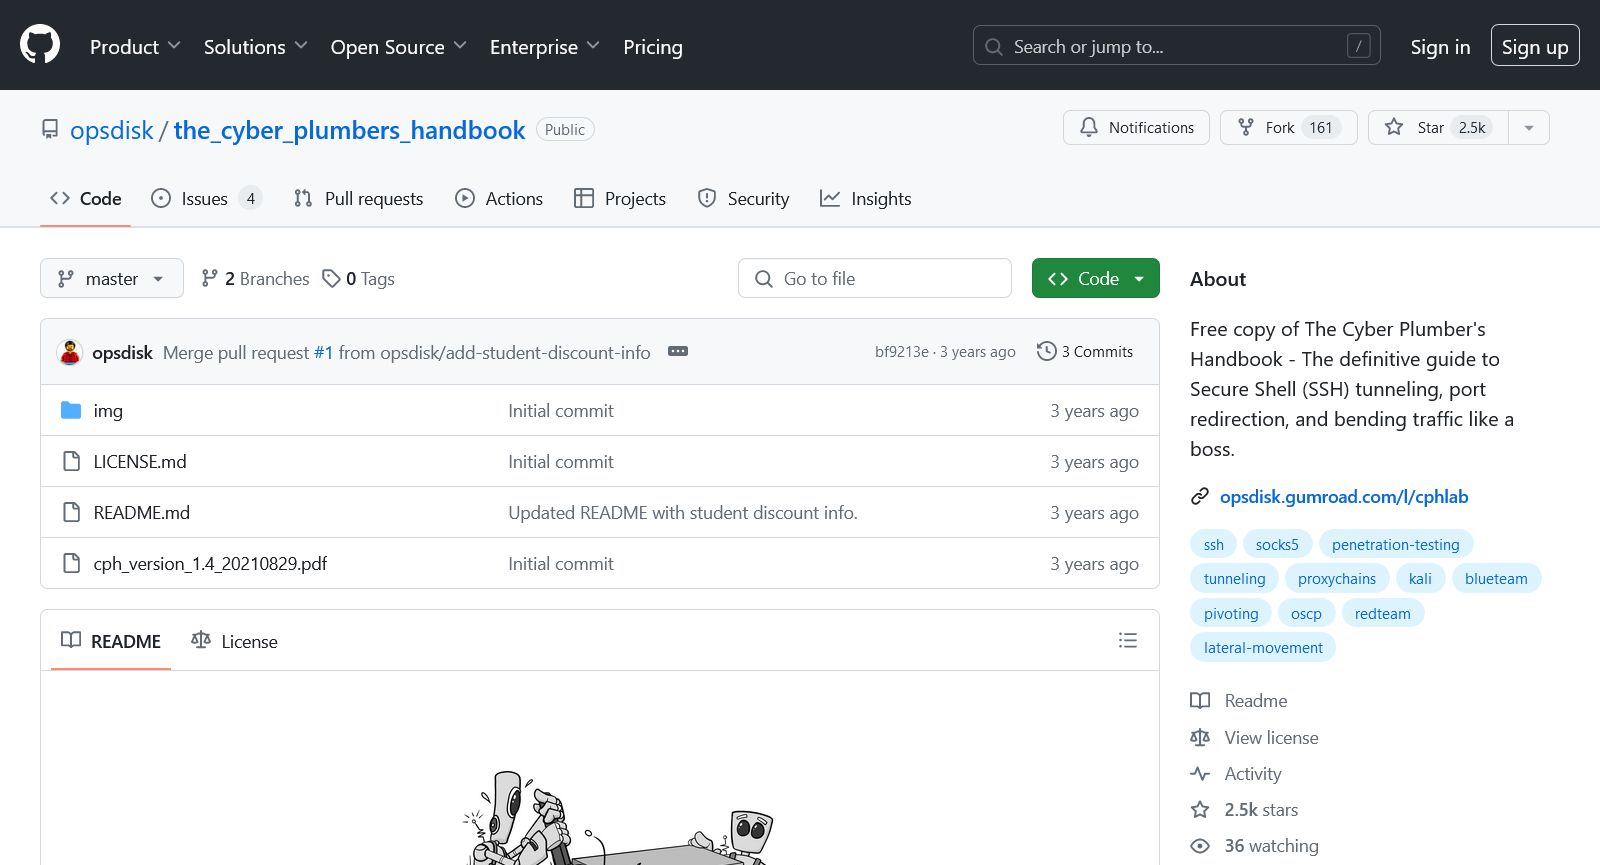 Product Solutions Open Source Enterprise Pricing Search or jump to... / Sign in Sign up
opsdisk / the_cyber_plumbers_handbook Public Notifications Fork 161 Star 2.5k
Code Issues 4 Pull requests Actions Projects Security Insights
master 2 Branches 0 Tags Go to file Code
opsdisk Merge pull request #1 from opsdisk/add-student-discount-info bf9213e · 3 years ago 3 Commits
img Initial commit 3 years ago
LICENSE.md Initial commit 3 years ago
README.md Updated README with student discount info. 3 years ago
cph_version_1.4_20210829.pdf Initial commit 3 years ago
README License
About
Free copy of The Cyber Plumber's
Handbook - The definitive guide to
Secure Shell (SSH) tunneling, port
redirection, and bending traffic like a
boss.
opsdisk.gumroad.com/l/cphlab
ssh socks5 penetration-testing
tunneling proxychains kali blueteam
pivoting oscp redteam
lateral-movement
Readme
View license
Activity
2.5k stars
36 watching